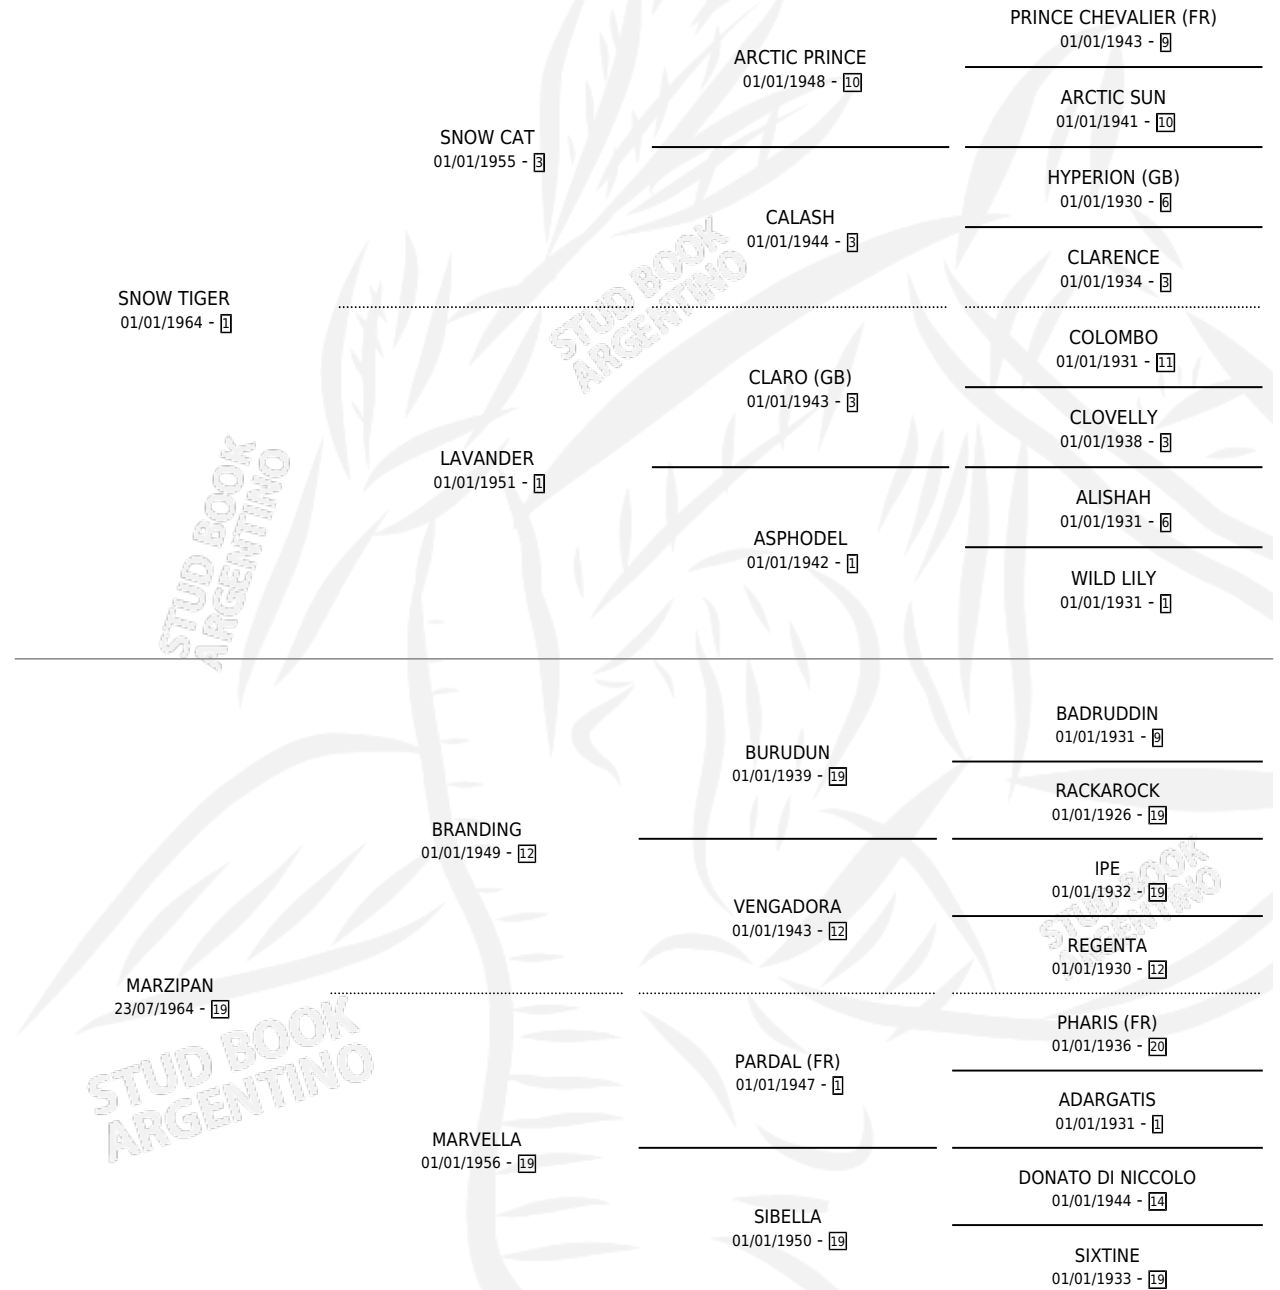 PRINCE CHEVALIER (FR)
01/01/1943 - 9
ARCTIC PRINCE
01/01/1948 - 10
ARCTIC SUN
01/01/1941 - 10
SNOW CAT
01/01/1955 - 3
HYPERION (GB)
01/01/1930 - 6
CALASH
01/01/1944 - 3
CLARENCE
01/01/1934 - 3
SNOW TIGER
01/01/1964 - 1
COLOMBO
01/01/1931 - 11
CLARO (GB)
01/01/1943 - 3
CLOVELLY
01/01/1938 - 3
LAVANDER
01/01/1951 - 1
ALISHAH
01/01/1931 - 6
ASPHODEL
01/01/1942 - 1
WILD LILY
01/01/1931 - 1
STUD BOOK
ARGENTINO
STUD BOOK
ARGENTINO
BADRUDDIN
01/01/1931 - 9
BURUDUN
01/01/1939 - 19
RACKAROCK
01/01/1926 - 19
BRANDING
01/01/1949 - 12
IPE
01/01/1932 - 19
VENGADORA
01/01/1943 - 12
REGENTA
01/01/1930 - 12
STUD BOOK
ARGENTINO
MARZIPAN
23/07/1964 - 19
PHARIS (FR)
01/01/1936 - 20
PARDAL (FR)
01/01/1947 - 1
ADARGATIS
01/01/1931 - 1
STUD BOOK
ARGENTINO
MARVELLA
01/01/1956 - 19
DONATO DI NICCOLO
01/01/1944 - 14
SIBELLA
01/01/1950 - 19
SIXTINE
01/01/1933 - 19